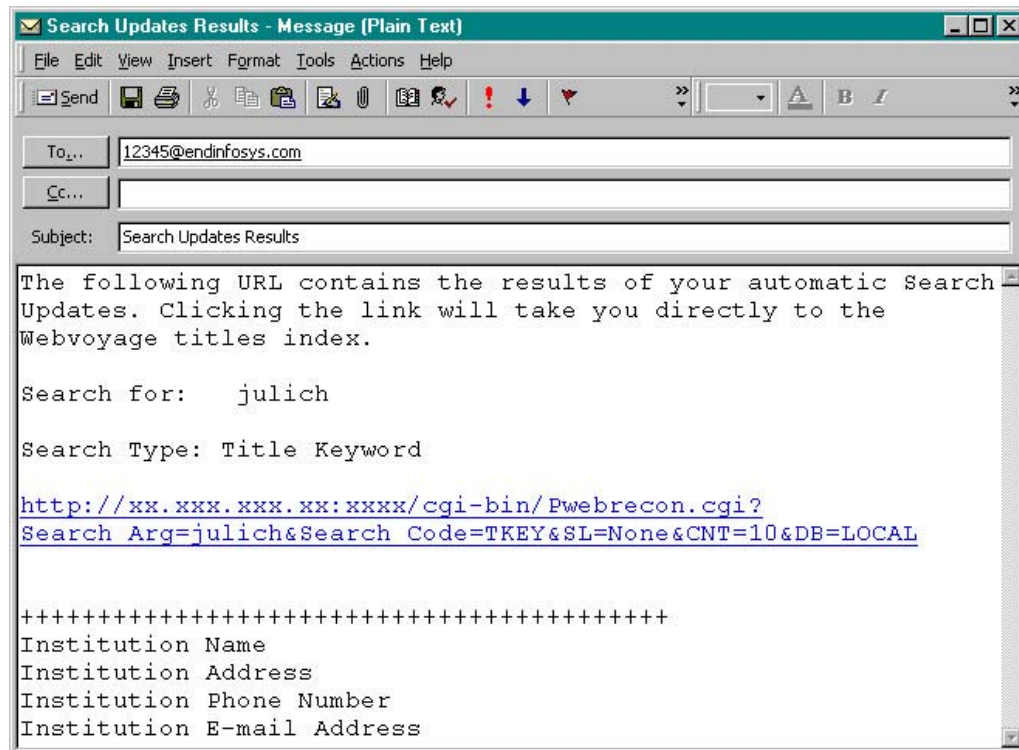 Search Updates Results - Message (Plain Text)
File Edit View Insert Format Tools Actions Help
Send A B I
To... 12345@endinfosys.com
Cc...
Subject: Search Updates Results
The following URL contains the results of your automatic Search
Updates. Clicking the link will take you directly to the
Webvoyage titles index.
Search for: julich
Search Type: Title Keyword
http://xx.xxx.xxx.xx:xxxx/cgi-bin/Pwebrecon.cgi?
Search_Arg=julich&Search_Code=TKEY&SL=None&CNT=10&DB=LOCAL
++++++++++++++++++++++++++++++++++++++++++
Institution Name
Institution Address
Institution Phone Number
Institution E-mail Address